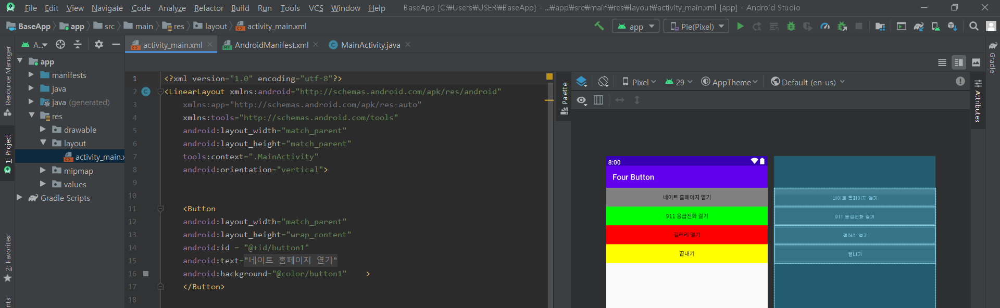 File Edit View Navigate Code Analyze Refactor Build Run Tools VCS Window Help BaseApp [C:₩Users₩USER₩BaseApp] - ...₩app₩src₩main₩res₩layout₩activity_main.xml [app] - Android Studio
BaseApp app src main res layout activity_main.xml app Pie(Pixel)
A... activity_main.xml AndroidManifest.xml MainActivity.java
Resource Manager
1: Project
2: Favorites
nts
app
manifests
java
java (generated)
res
drawable
layout
activity_main.x
mipmap
values
Gradle Scripts
1 <?xml version="1.0" encoding="utf-8"?>
2 <LinearLayout xmlns:android="http://schemas.android.com/apk/res/android"
3 xmlns:app="http://schemas.android.com/apk/res-auto"
4 xmlns:tools="http://schemas.android.com/tools"
5 android:layout_width="match_parent"
6 android:layout_height="match_parent"
7 tools:context=".MainActivity"
8 android:orientation="vertical">
9
10
11 <Button
12 android:layout_width="match_parent"
13 android:layout_height="wrap_content"
14 android:id = "@+id/button1"
15 android:text="네이트 홈페이지 열기"
16 android:background="@color/button1" >
17 </Button>
18
Palette
Pixel 29 AppTheme Default (en-us)
8:00
Four Button
네이트 홈페이지 열기
911 응급전화 걸기
갤러리 열기
끝내기
네이트 홈페이지 열기
911 응급전화 걸기
갤러리 열기
끝내기
Attributes
Gradle